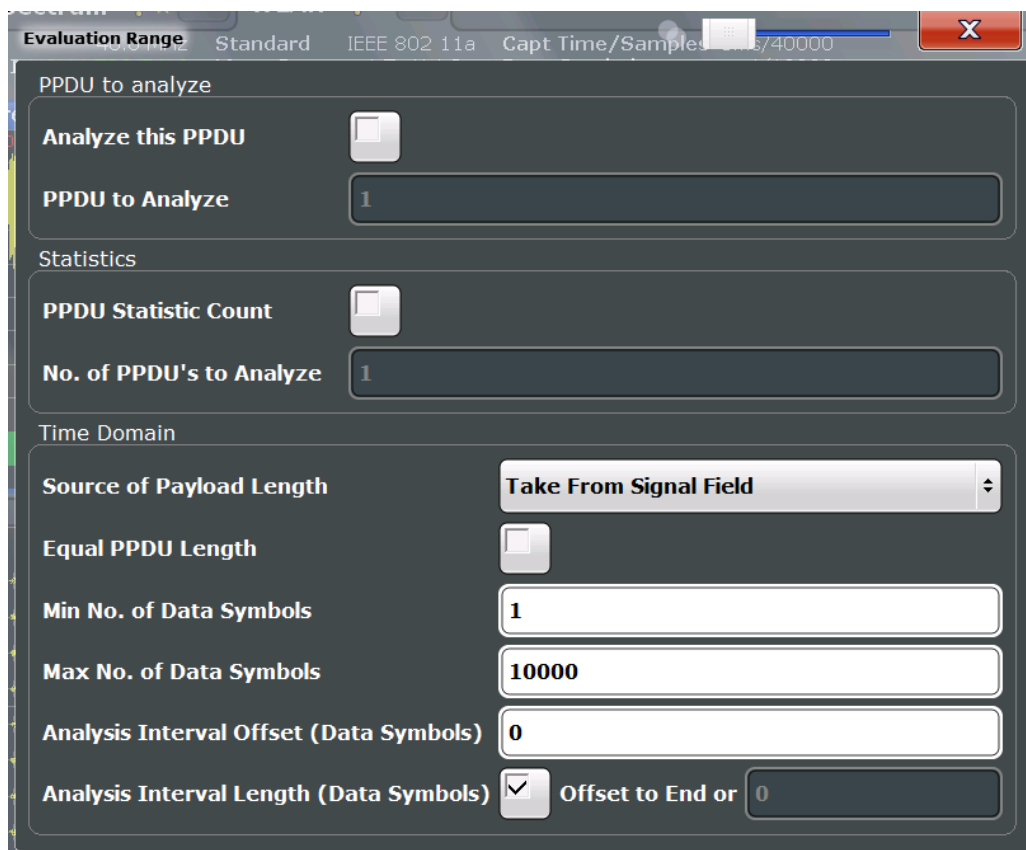 Evaluation Range
Standard IEEE 802 11a Capt Time/Samples /40000
PPDU to analyze
Analyze this PPDU
PPDU to Analyze 1
Statistics
PPDU Statistic Count
No. of PPDU's to Analyze 1
Time Domain
Source of Payload Length Take From Signal Field
Equal PPDU Length
Min No. of Data Symbols 1
Max No. of Data Symbols 10000
Analysis Interval Offset (Data Symbols) 0
Analysis Interval Length (Data Symbols) Offset to End or 0